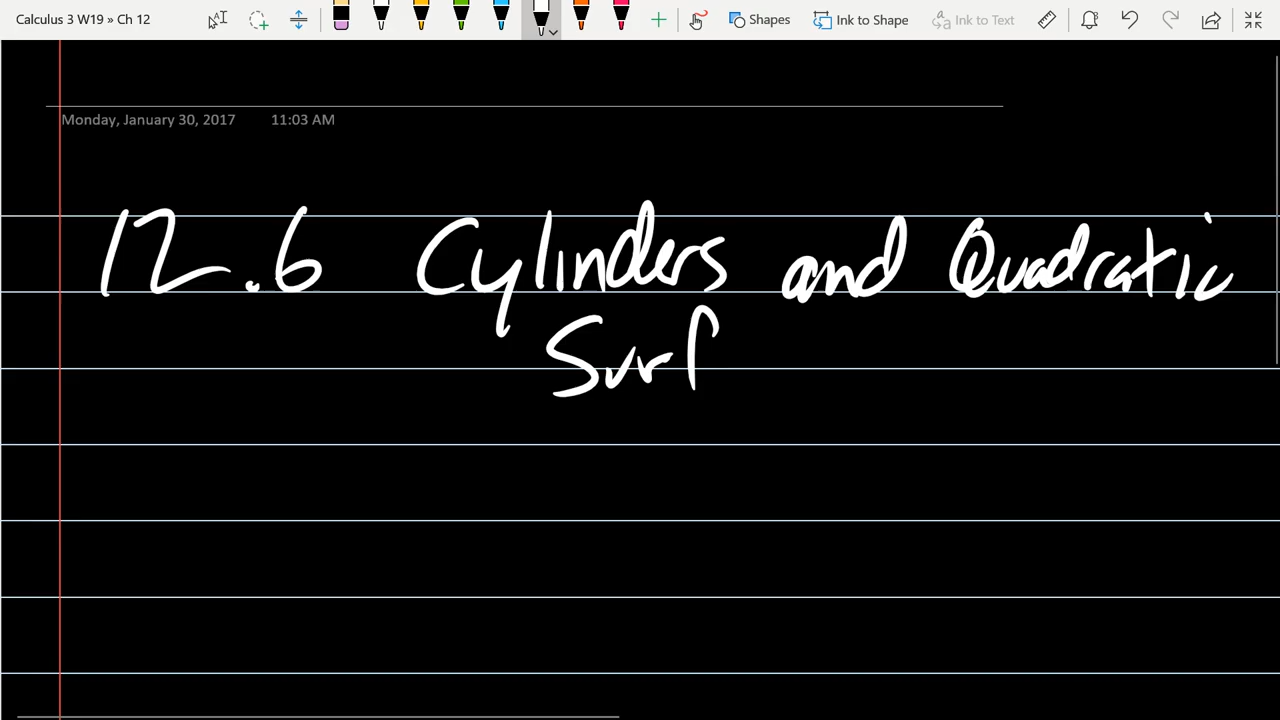 Calculus 3 W19 » Ch 12
Shapes
Ink to Shape
Ink to Text
Monday, January 30, 2017 11:03 AM
12.6 Cylinders and Quadratic
Surf